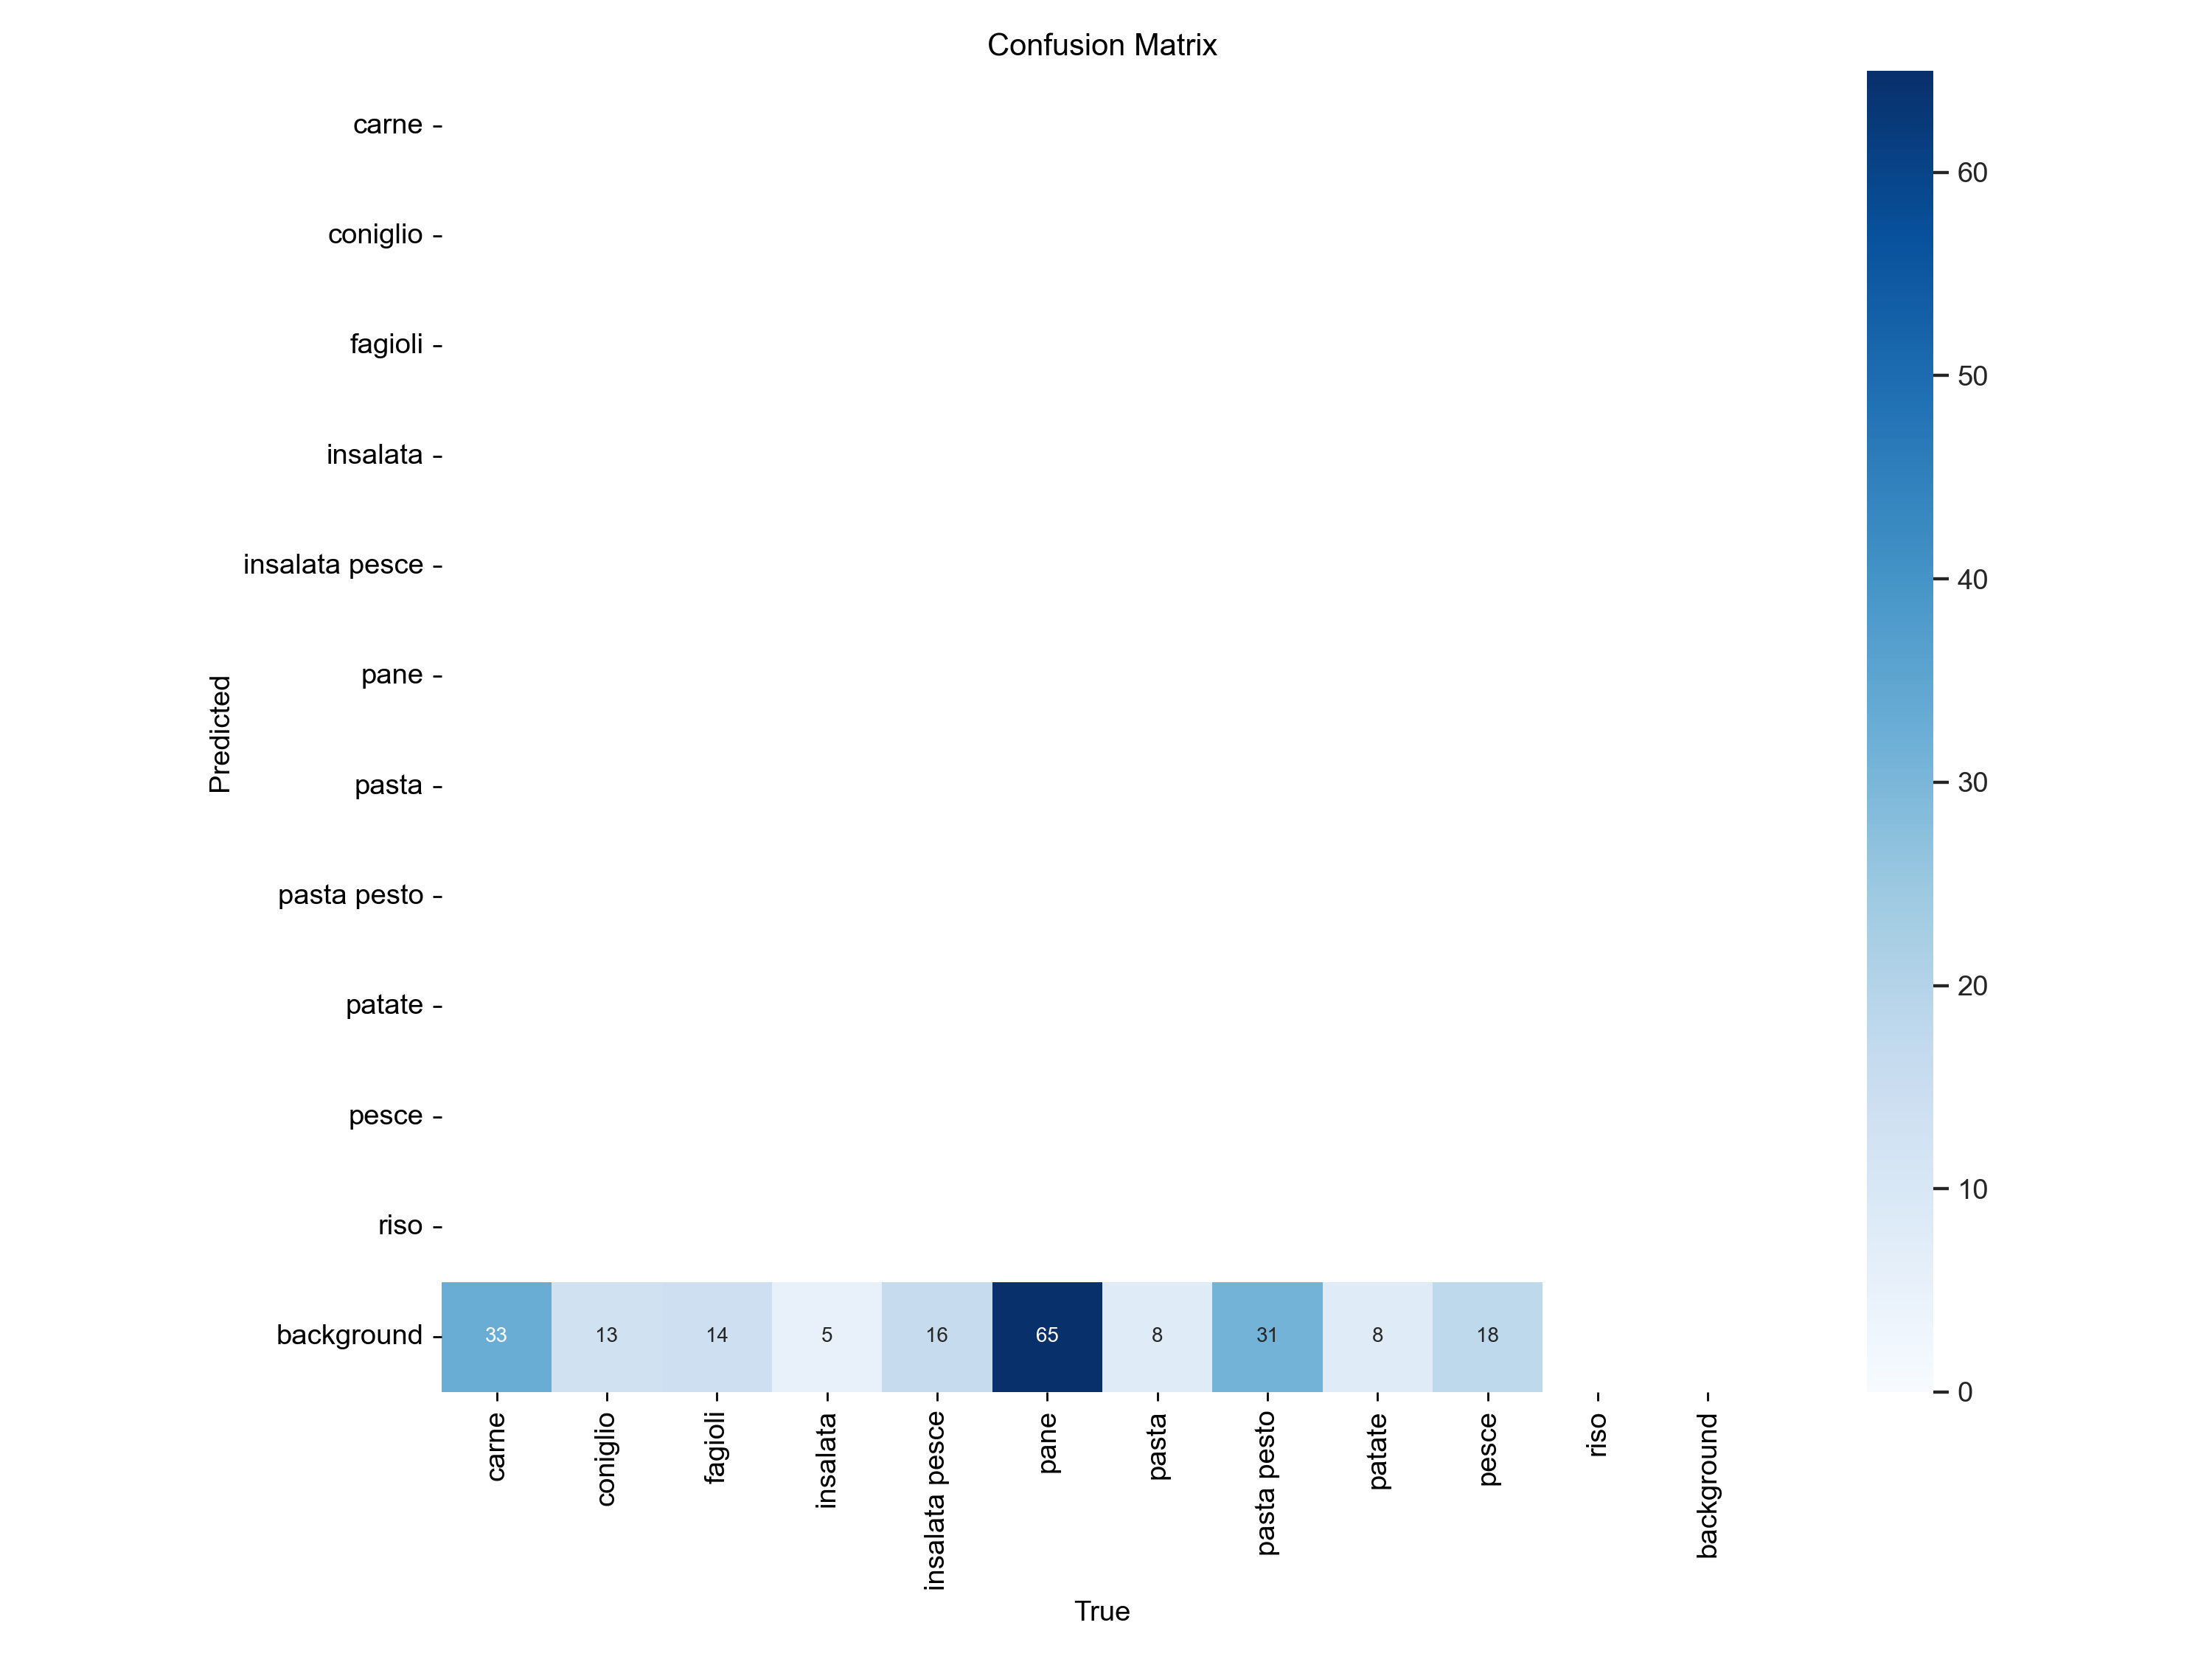 Confusion Matrix
carne
coniglio
fagioli
insalata
insalata pesce
pane
pasta
pasta pesto
patate
pesce
riso
background
Predicted
33 13 14 5 16 65 8 31 8 18
carne
coniglio
fagioli
insalata
insalata pesce
pane
pasta
pasta pesto
patate
pesce
riso
background
True
60
50
40
30
20
10
0